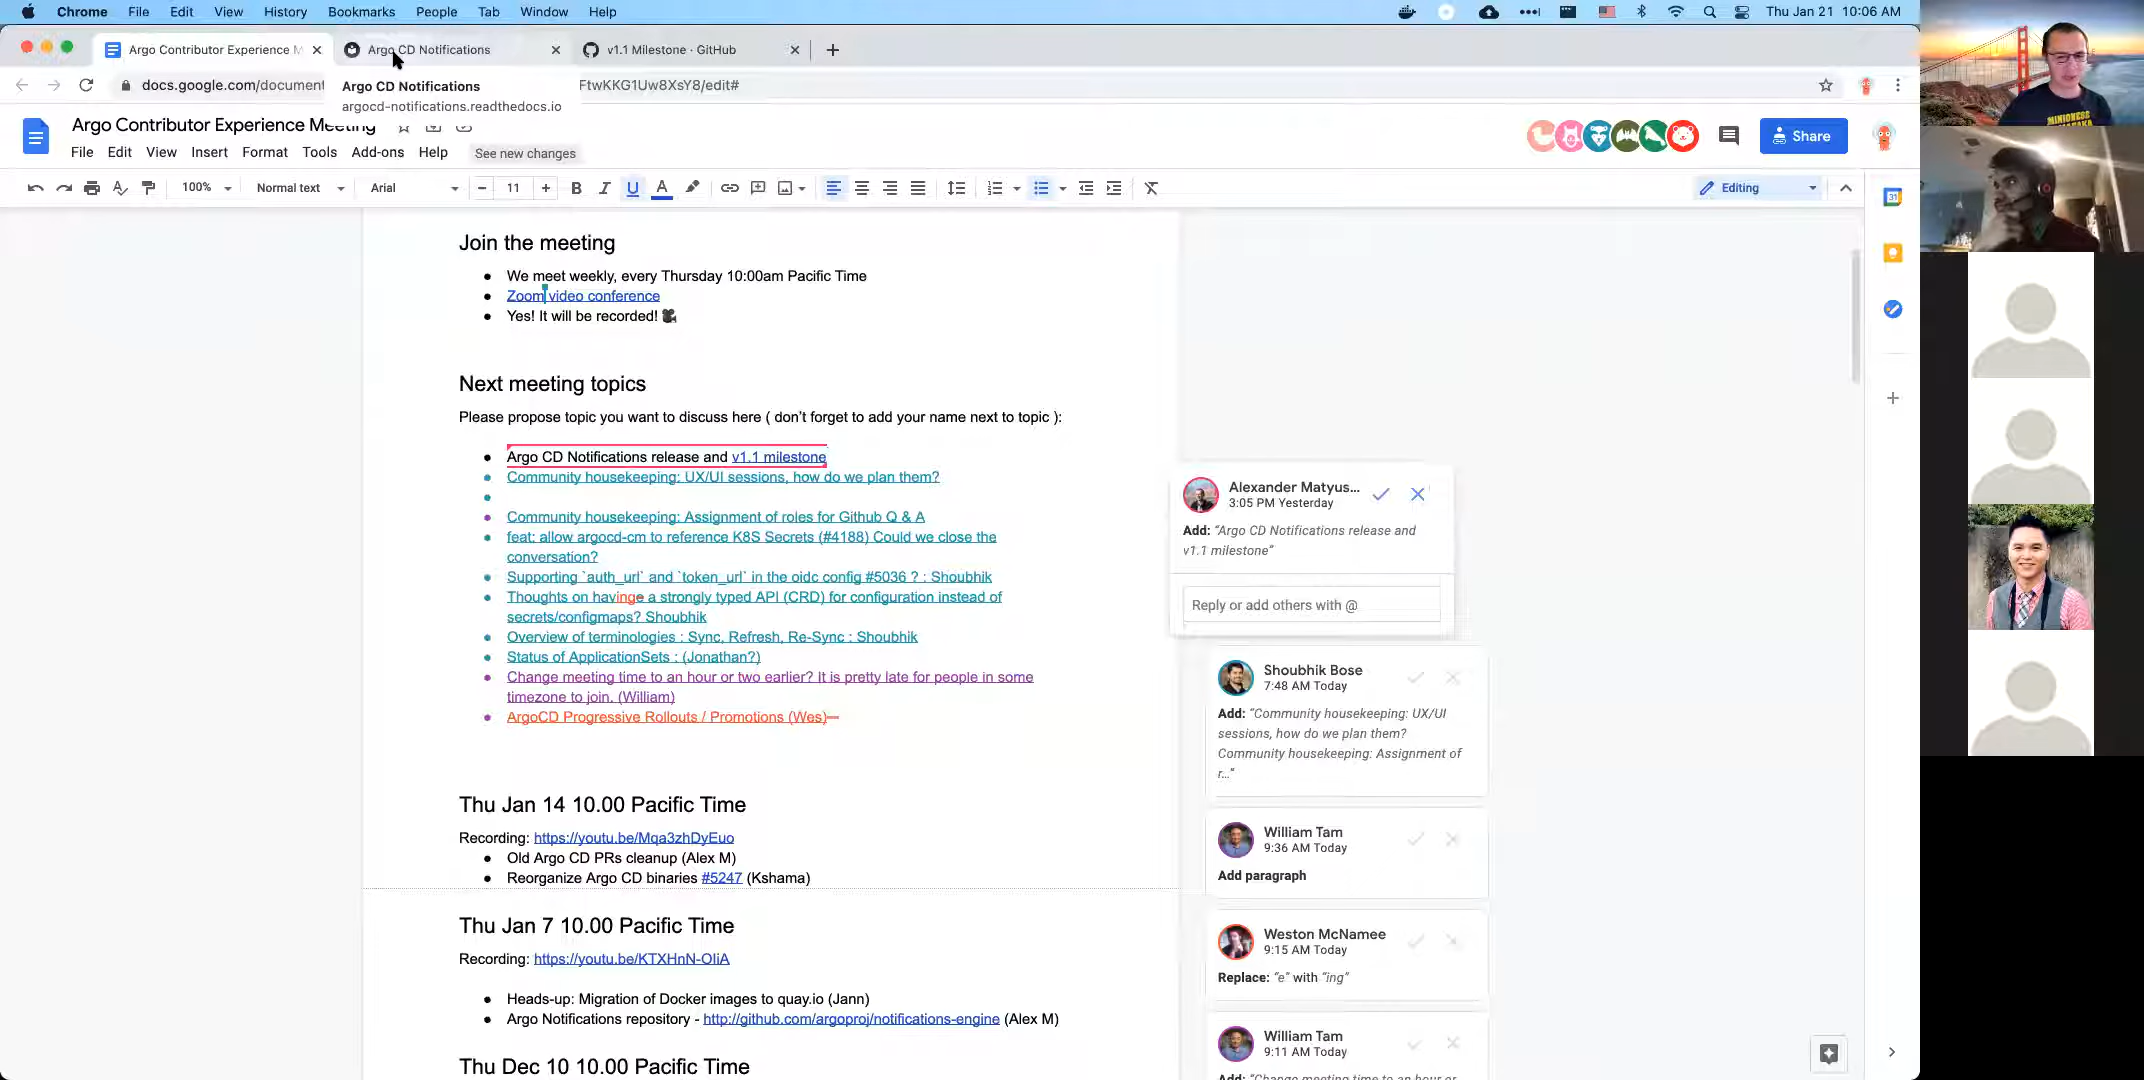 Chrome File Edit View History Bookmarks People Tab Window Help
Thu Jan 21 10:06 AM
Argo Contributor Experience M
Argo CD Notifications
v1.1 Milestone · GitHub
docs.google.com/document
FtwKKG1Uw8XsY8/edit#
Argo CD Notifications
argocd-notifications.readthedocs.io
Argo Contributor Experience Meeting
Share
File Edit View Insert Format Tools Add-ons Help
See new changes
100% Normal text Arial 11
Editing
Join the meeting
● We meet weekly, every Thursday 10:00am Pacific Time
● Zoom video conference
● Yes! It will be recorded! 🎥
Next meeting topics
Please propose topic you want to discuss here ( don’t forget to add your name next to topic ):
● Argo CD Notifications release and v1.1 milestone
● Community housekeeping: UX/UI sessions, how do we plan them?
●
● Community housekeeping: Assignment of roles for Github Q & A
● feat: allow argocd-cm to reference K8S Secrets (#4188) Could we close the
conversation?
● Supporting `auth_url` and `token_url` in the oidc config #5036 ? : Shoubhik
● Thoughts on havinge a strongly typed API (CRD) for configuration instead of
secrets/configmaps? Shoubhik
● Overview of terminologies : Sync, Refresh, Re-Sync : Shoubhik
● Status of ApplicationSets : (Jonathan?)
● Change meeting time to an hour or two earlier? It is pretty late for people in some
timezone to join. (William)
● ArgoCD Progressive Rollouts / Promotions (Wes)
Thu Jan 14 10.00 Pacific Time
Recording: https://youtu.be/Mqa3zhDyEuo
● Old Argo CD PRs cleanup (Alex M)
● Reorganize Argo CD binaries #5247 (Kshama)
Thu Jan 7 10.00 Pacific Time
Recording: https://youtu.be/KTXHnN-OIiA
● Heads-up: Migration of Docker images to quay.io (Jann)
● Argo Notifications repository - http://github.com/argoproj/notifications-engine (Alex M)
Thu Dec 10 10.00 Pacific Time
Alexander Matyus...
3:05 PM Yesterday
Add: “Argo CD Notifications release and
v1.1 milestone”
Reply or add others with @
Shoubhik Bose
7:48 AM Today
Add: “Community housekeeping: UX/UI
sessions, how do we plan them?
Community housekeeping: Assignment of
r...”
William Tam
9:36 AM Today
Add paragraph
Weston McNamee
9:15 AM Today
Replace: “e” with “ing”
William Tam
9:11 AM Today
Add: “Change meeting time to an hour or
31